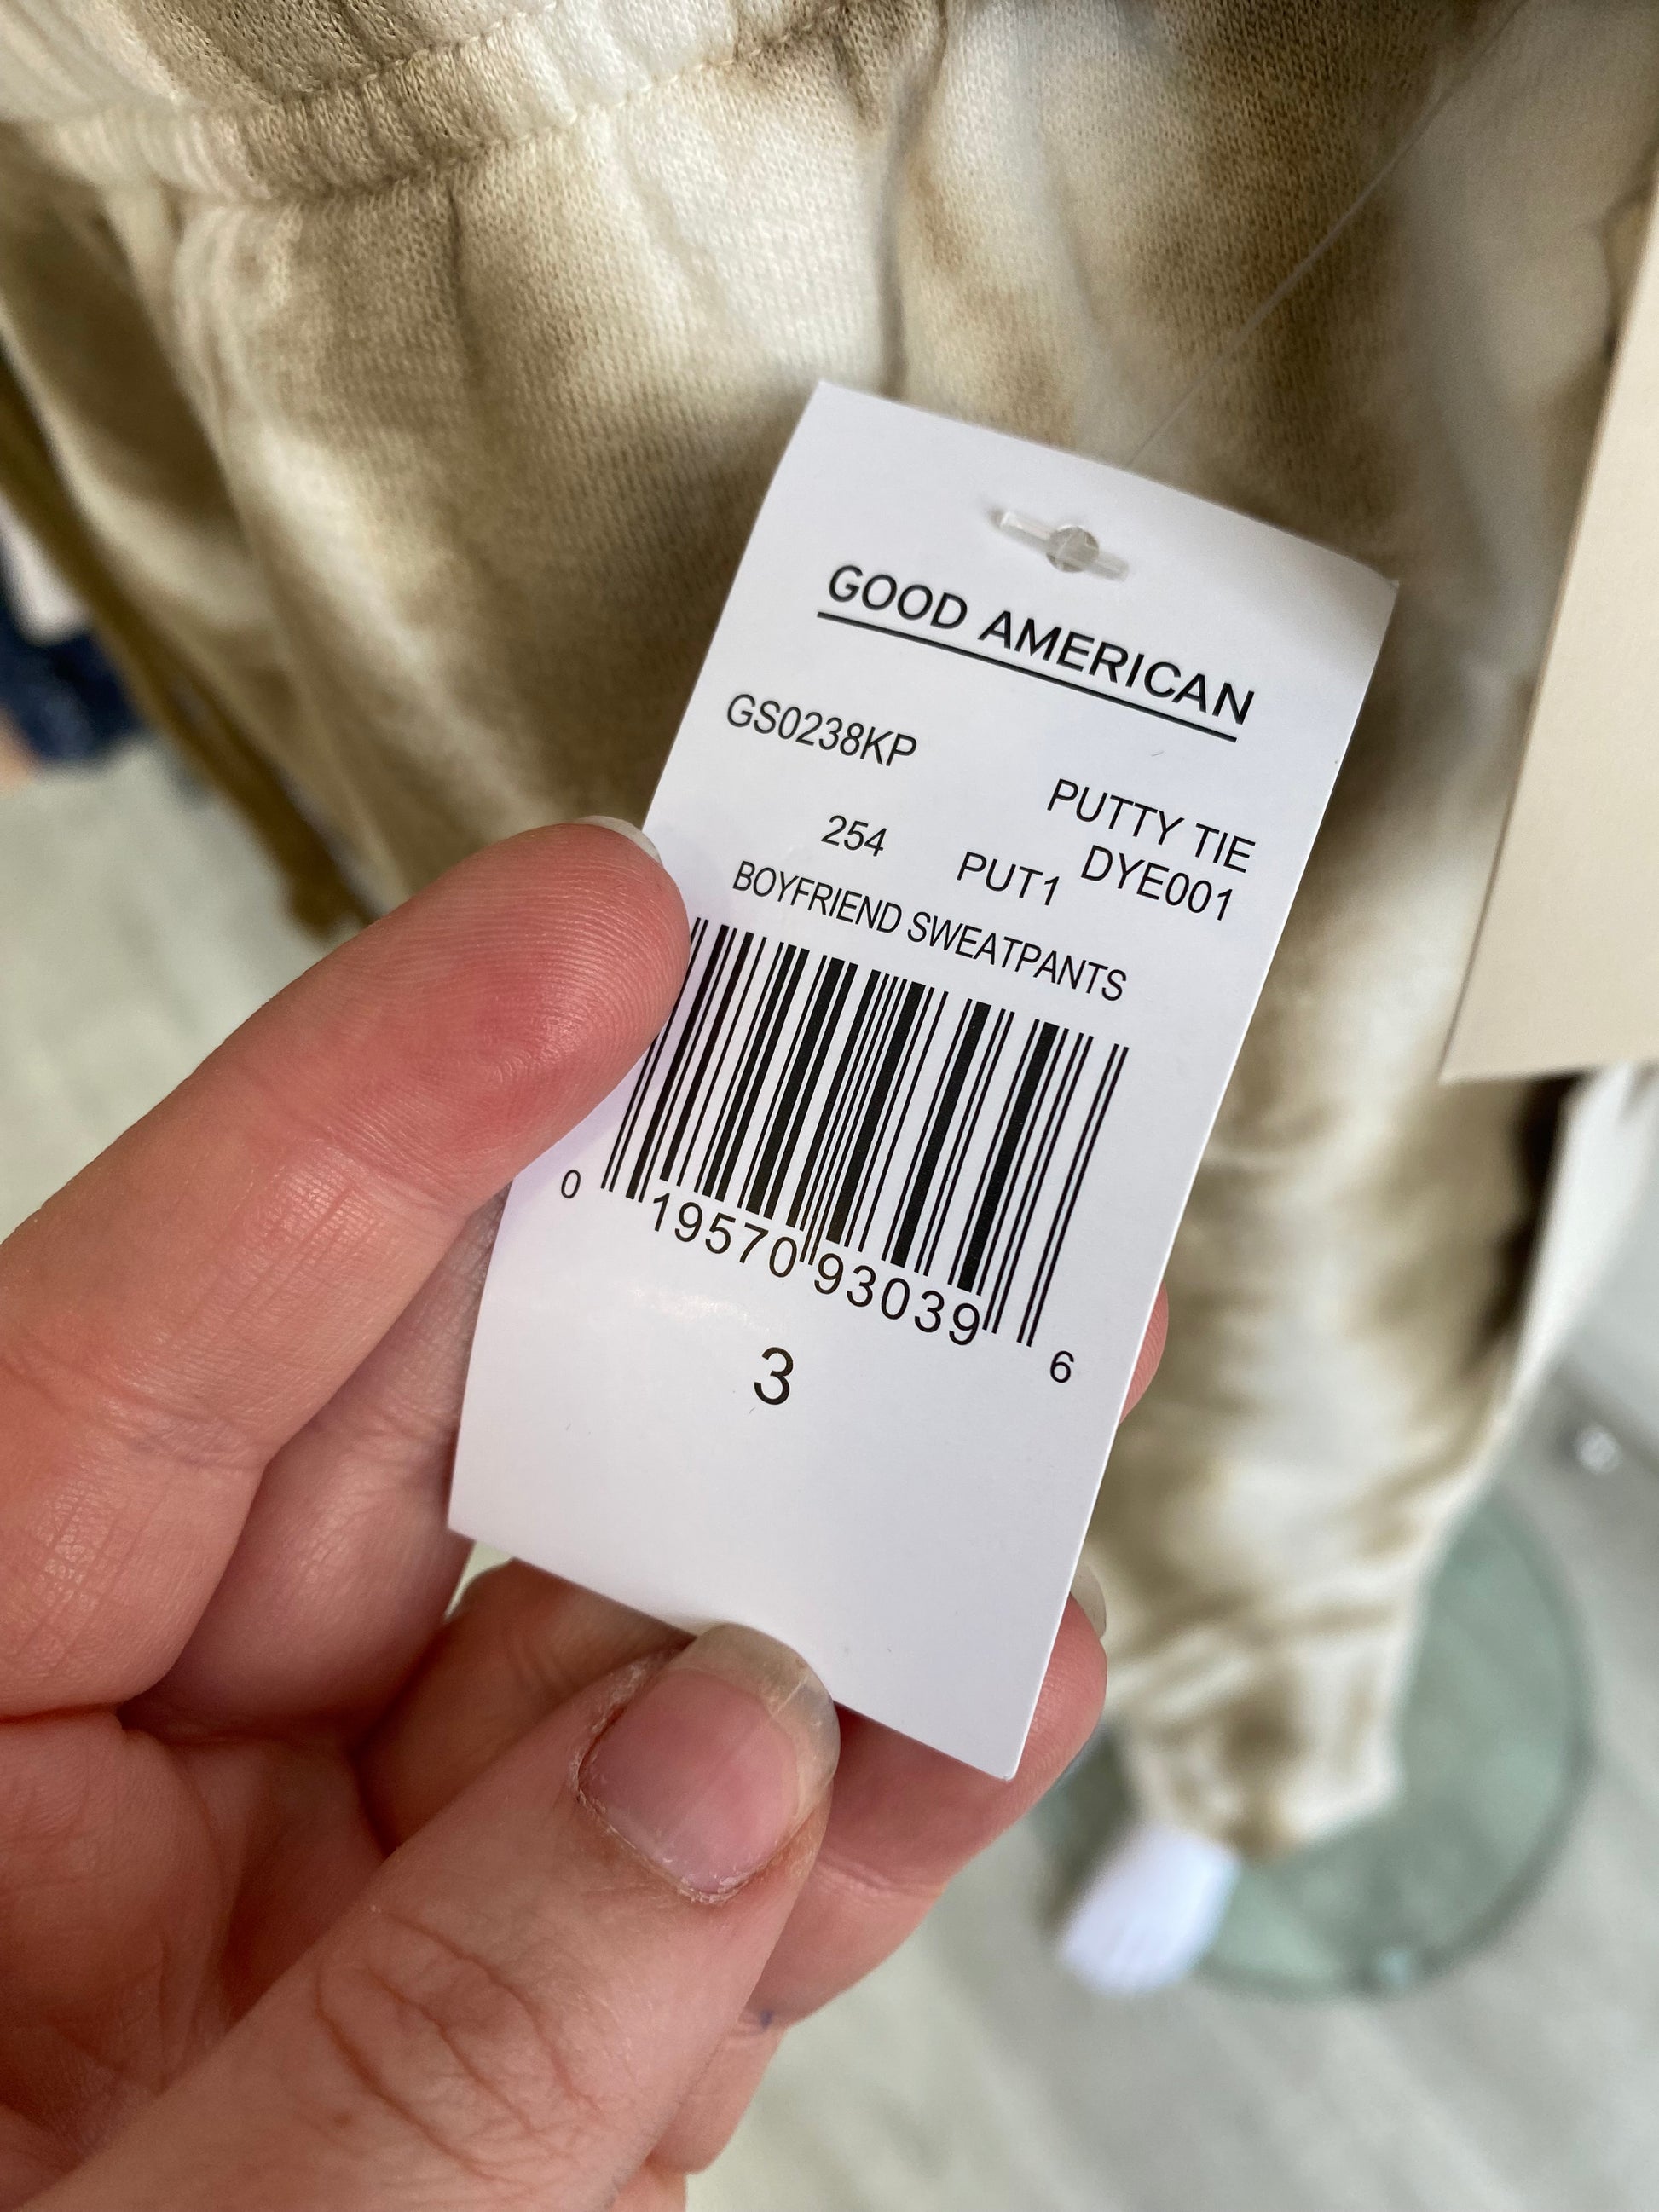 GOOD AMERICAN
GS0238KP
PUTTY TIE
254 PUT1 DYE001
BOYFRIEND SWEATPANTS
0 19570 93039 6
3